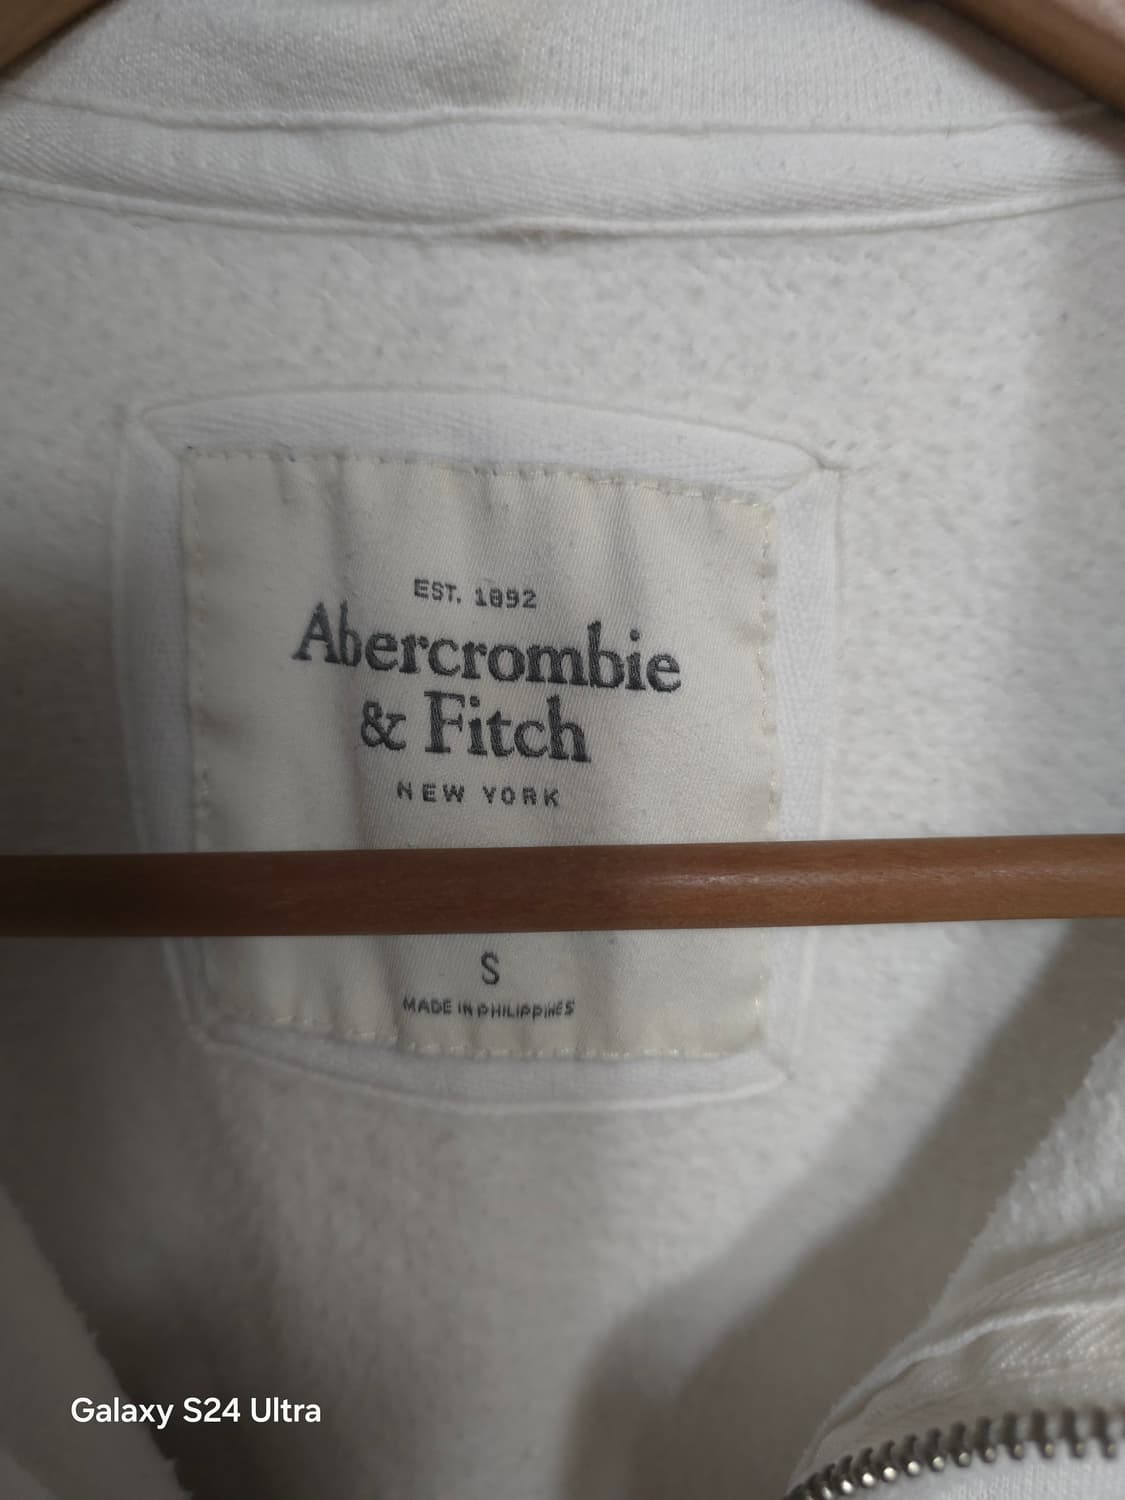 EST. 1892
Abercrombie
& Fitch
NEW YORK
S
MADE IN PHILIPPINES
Galaxy S24 Ultra